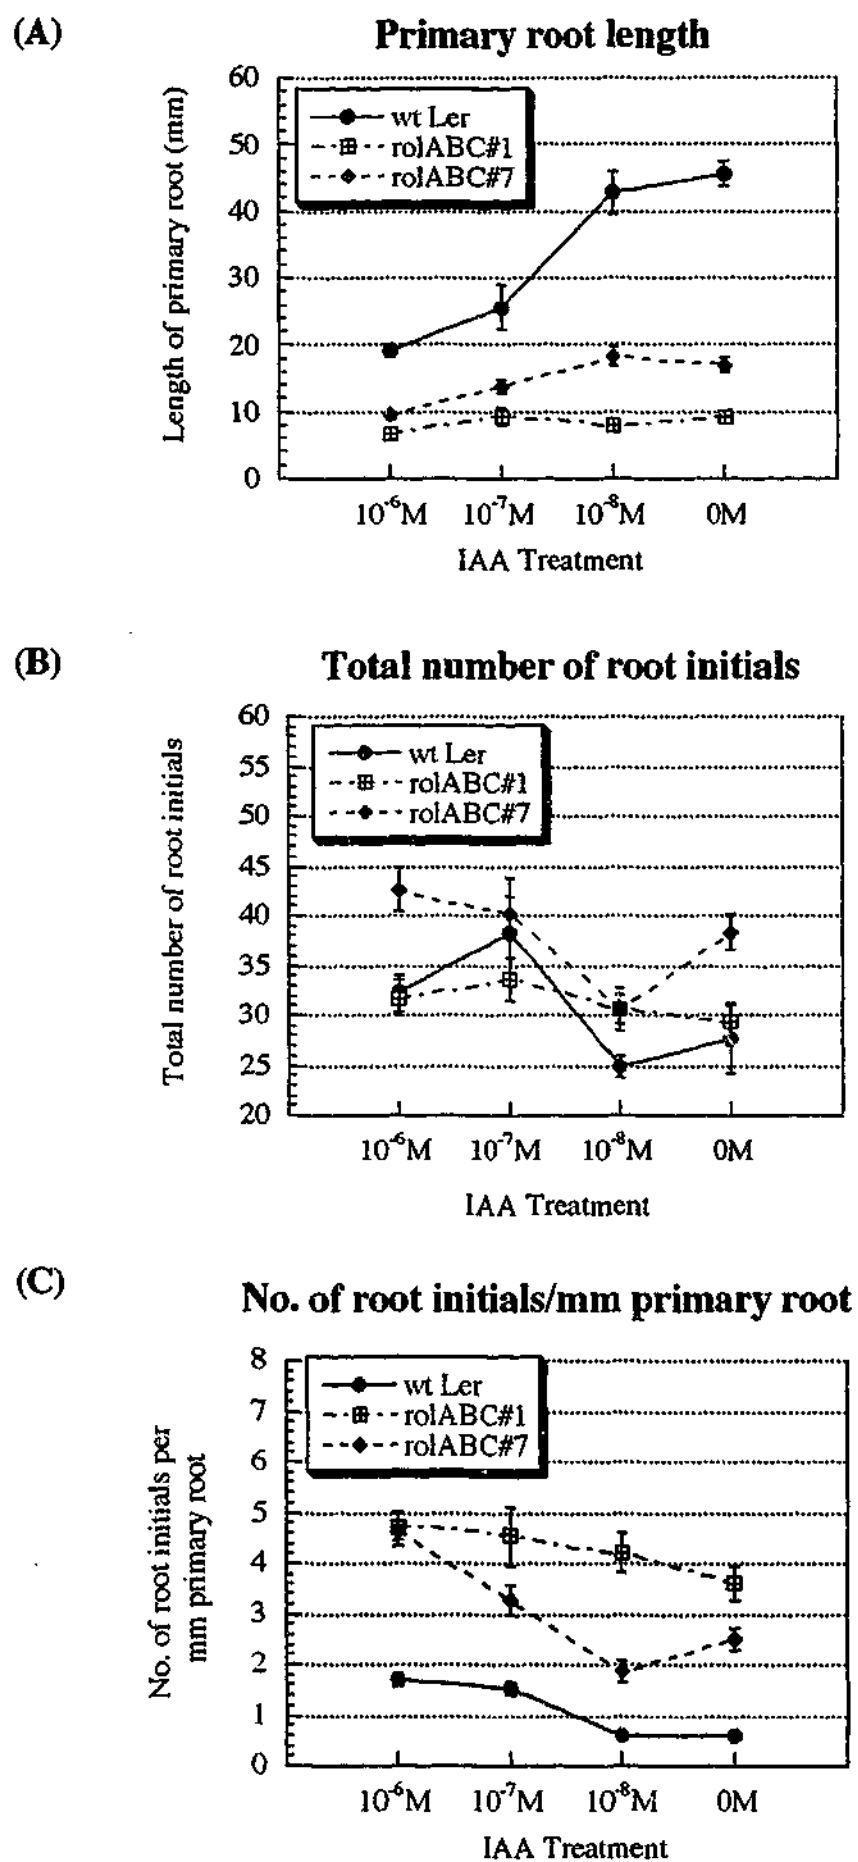 (A)
Primary root length
Length of primary root (mm)
60
50
40
30
20
10
0
wt Ler
rolABC#1
rolABC#7
10⁻⁶M 10⁻⁷M 10⁻⁸M 0M
IAA Treatment
(B)
Total number of root initials
Total number of root initials
60
55
50
45
40
35
30
25
20
wt Ler
rolABC#1
rolABC#7
10⁻⁶M 10⁻⁷M 10⁻⁸M 0M
IAA Treatment
(C)
No. of root initials/mm primary root
No. of root initials per
mm primary root
8
7
6
5
4
3
2
1
0
wt Ler
rolABC#1
rolABC#7
10⁻⁶M 10⁻⁷M 10⁻⁸M 0M
IAA Treatment